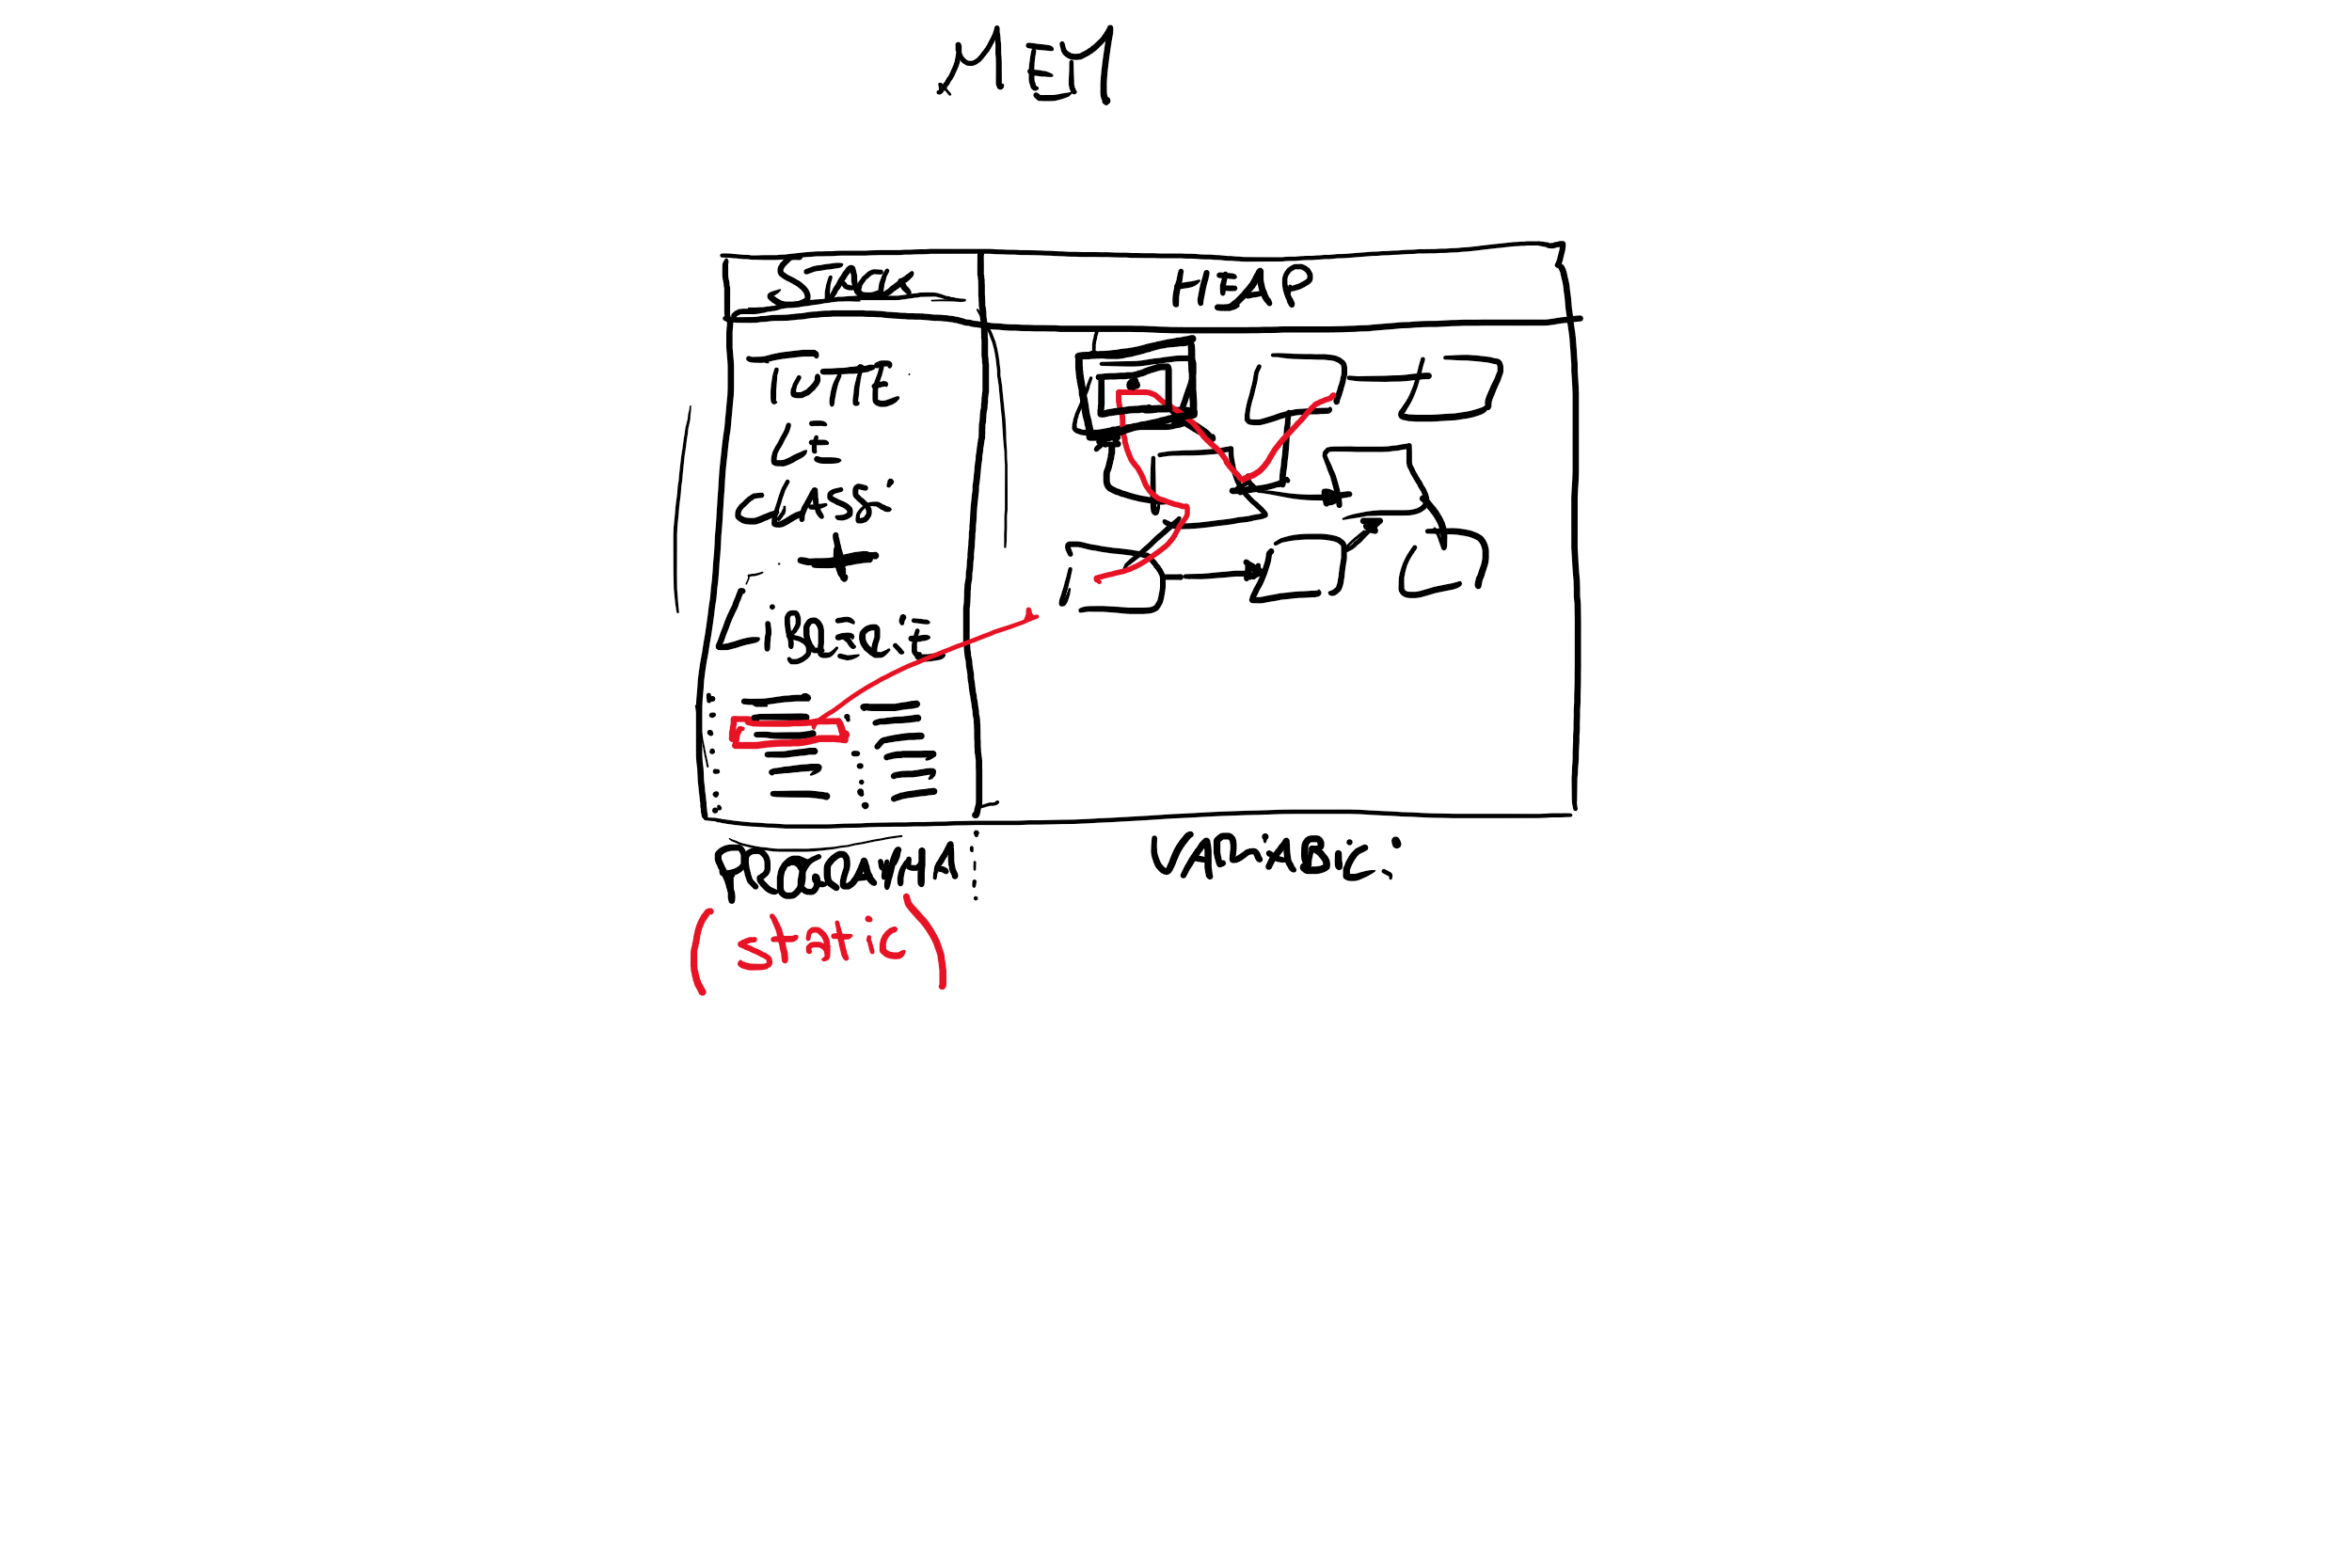 MEM
STACK
HEAP
TUTTE
LE
CLASSI
+
LIBRERIE
PROGRAMMA
VARIABILI
(static)